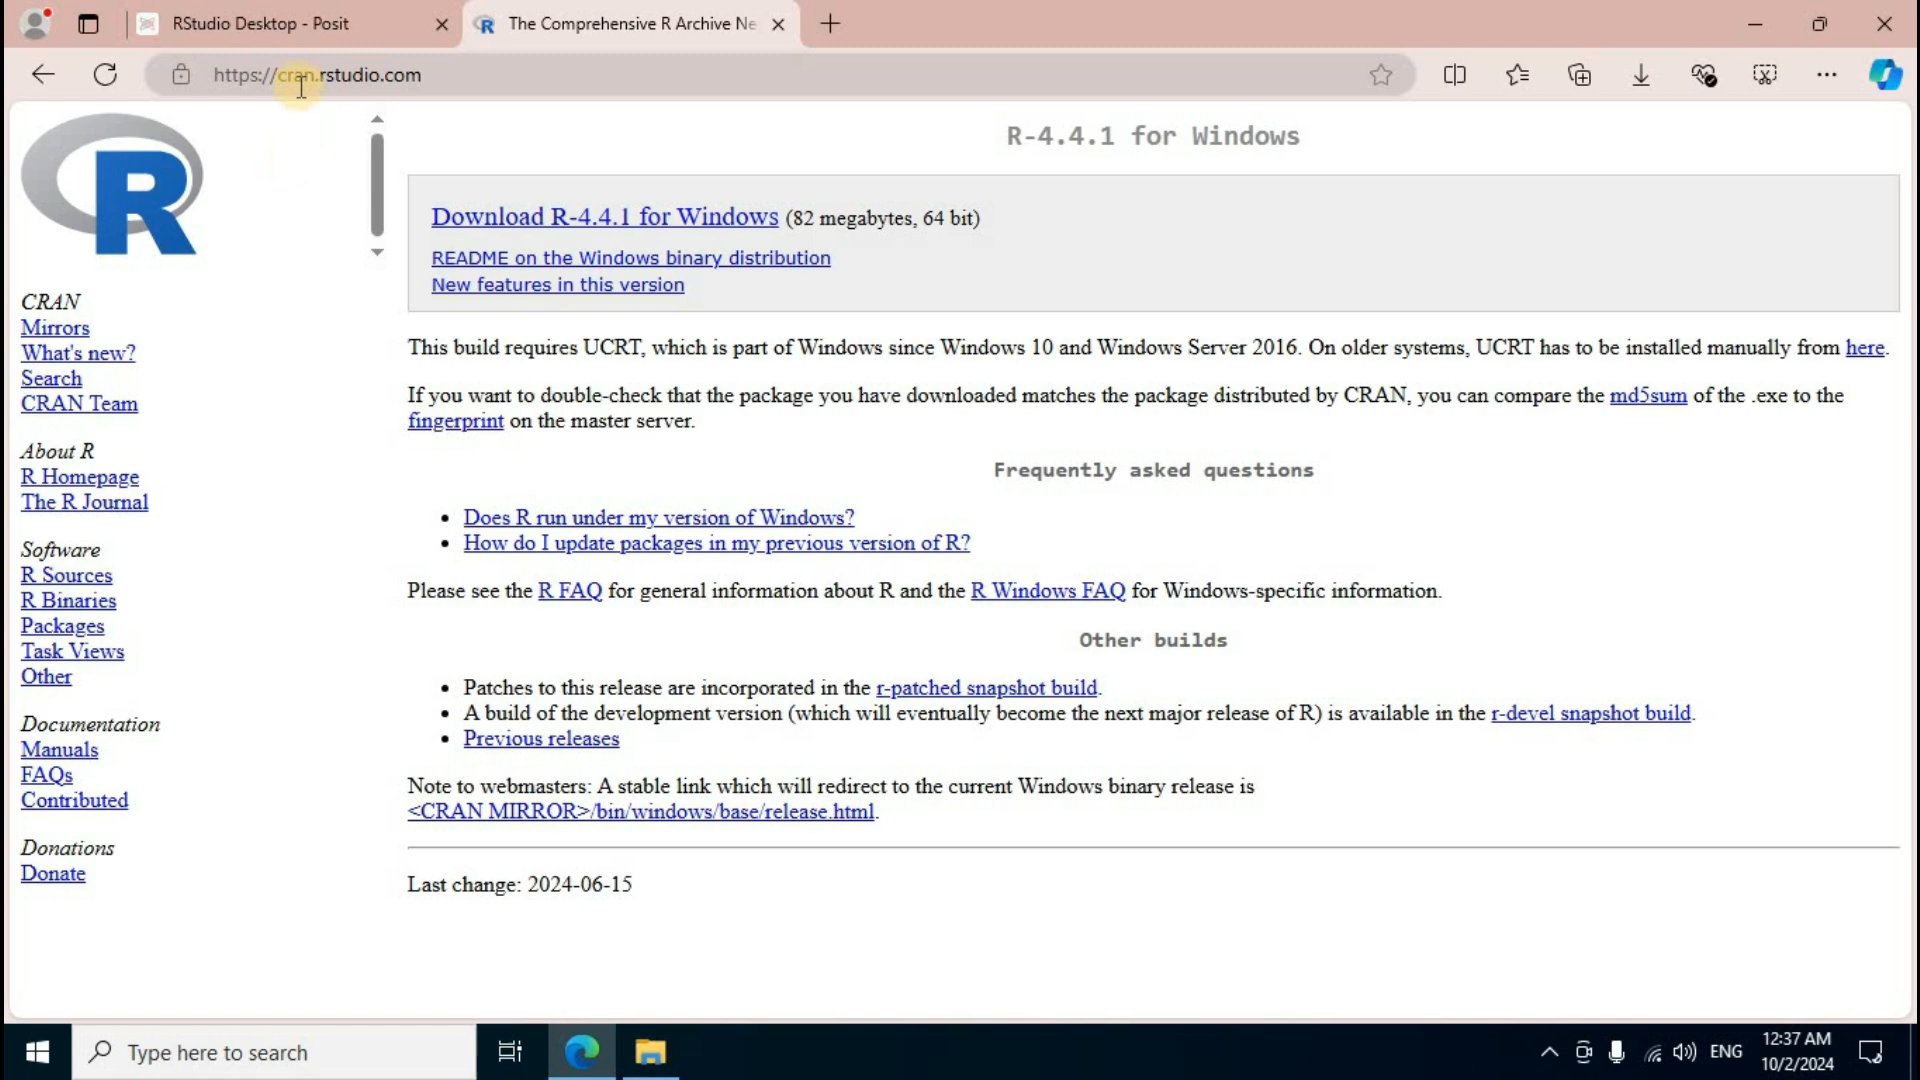 RStudio Desktop - Posit
The Comprehensive R Archive Ne
https://cran.rstudio.com
R
CRAN
Mirrors
What's new?
Search
CRAN Team
About R
R Homepage
The R Journal
Software
R Sources
R Binaries
Packages
Task Views
Other
Documentation
Manuals
FAQs
Contributed
Donations
Donate
R-4.4.1 for Windows
Download R-4.4.1 for Windows (82 megabytes, 64 bit)
README on the Windows binary distribution
New features in this version
This build requires UCRT, which is part of Windows since Windows 10 and Windows Server 2016. On older systems, UCRT has to be installed manually from here.
If you want to double-check that the package you have downloaded matches the package distributed by CRAN, you can compare the md5sum of the .exe to the
fingerprint on the master server.
Frequently asked questions
Does R run under my version of Windows?
How do I update packages in my previous version of R?
Please see the R FAQ for general information about R and the R Windows FAQ for Windows-specific information.
Other builds
Patches to this release are incorporated in the r-patched snapshot build.
A build of the development version (which will eventually become the next major release of R) is available in the r-devel snapshot build.
Previous releases
Note to webmasters: A stable link which will redirect to the current Windows binary release is
<CRAN MIRROR>/bin/windows/base/release.html.
Last change: 2024-06-15
Type here to search
ENG
12:37 AM
10/2/2024